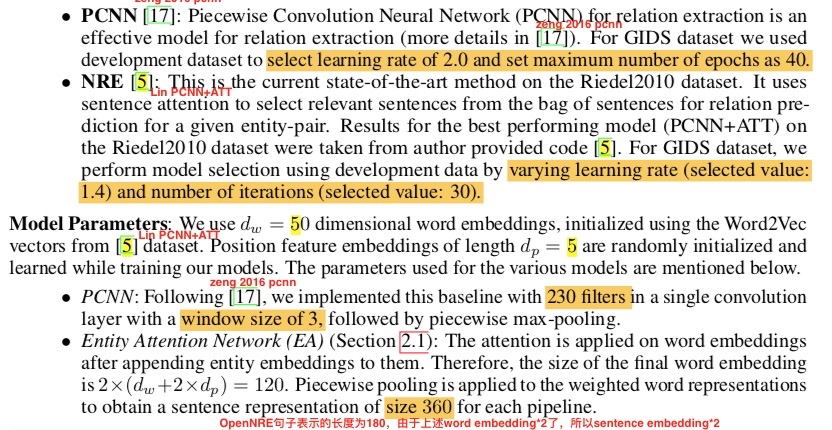 zeng 2016 pcnn
• PCNN [17]: Piecewise Convolution Neural Network (PCNN) for relation extraction is an
zeng pcnn
effective model for relation extraction (more details in [17]). For GIDS dataset we used
development dataset to select learning rate of 2.0 and set maximum number of epochs as 40.
• NRE [5]: This is the current state-of-the-art method on the Riedel2010 dataset. It uses
Lin PCNN+ATT
sentence attention to select relevant sentences from the bag of sentences for relation pre-
diction for a given entity-pair. Results for the best performing model (PCNN+ATT) on
the Riedel2010 dataset were taken from author provided code [5]. For GIDS dataset, we
perform model selection using development data by varying learning rate (selected value:
1.4) and number of iterations (selected value: 30).
Model Parameters: We use d_w = 50 dimensional word embeddings, initialized using the Word2Vec
Lin PCNN+ATT
vectors from [5] dataset. Position feature embeddings of length d_p = 5 are randomly initialized and
learned while training our models. The parameters used for the various models are mentioned below.
zeng 2016 pcnn
• PCNN: Following [17], we implemented this baseline with 230 filters in a single convolution
layer with a window size of 3, followed by piecewise max-pooling.
• Entity Attention Network (EA) (Section 2.1): The attention is applied on word embeddings
after appending entity embeddings to them. Therefore, the size of the final word embedding
is 2×(d_w+2×d_p) = 120. Piecewise pooling is applied to the weighted word representations
to obtain a sentence representation of size 360 for each pipeline.
OpenNRE句子表示的长度为180，由于上述word embedding*2了，所以sentence embedding*2